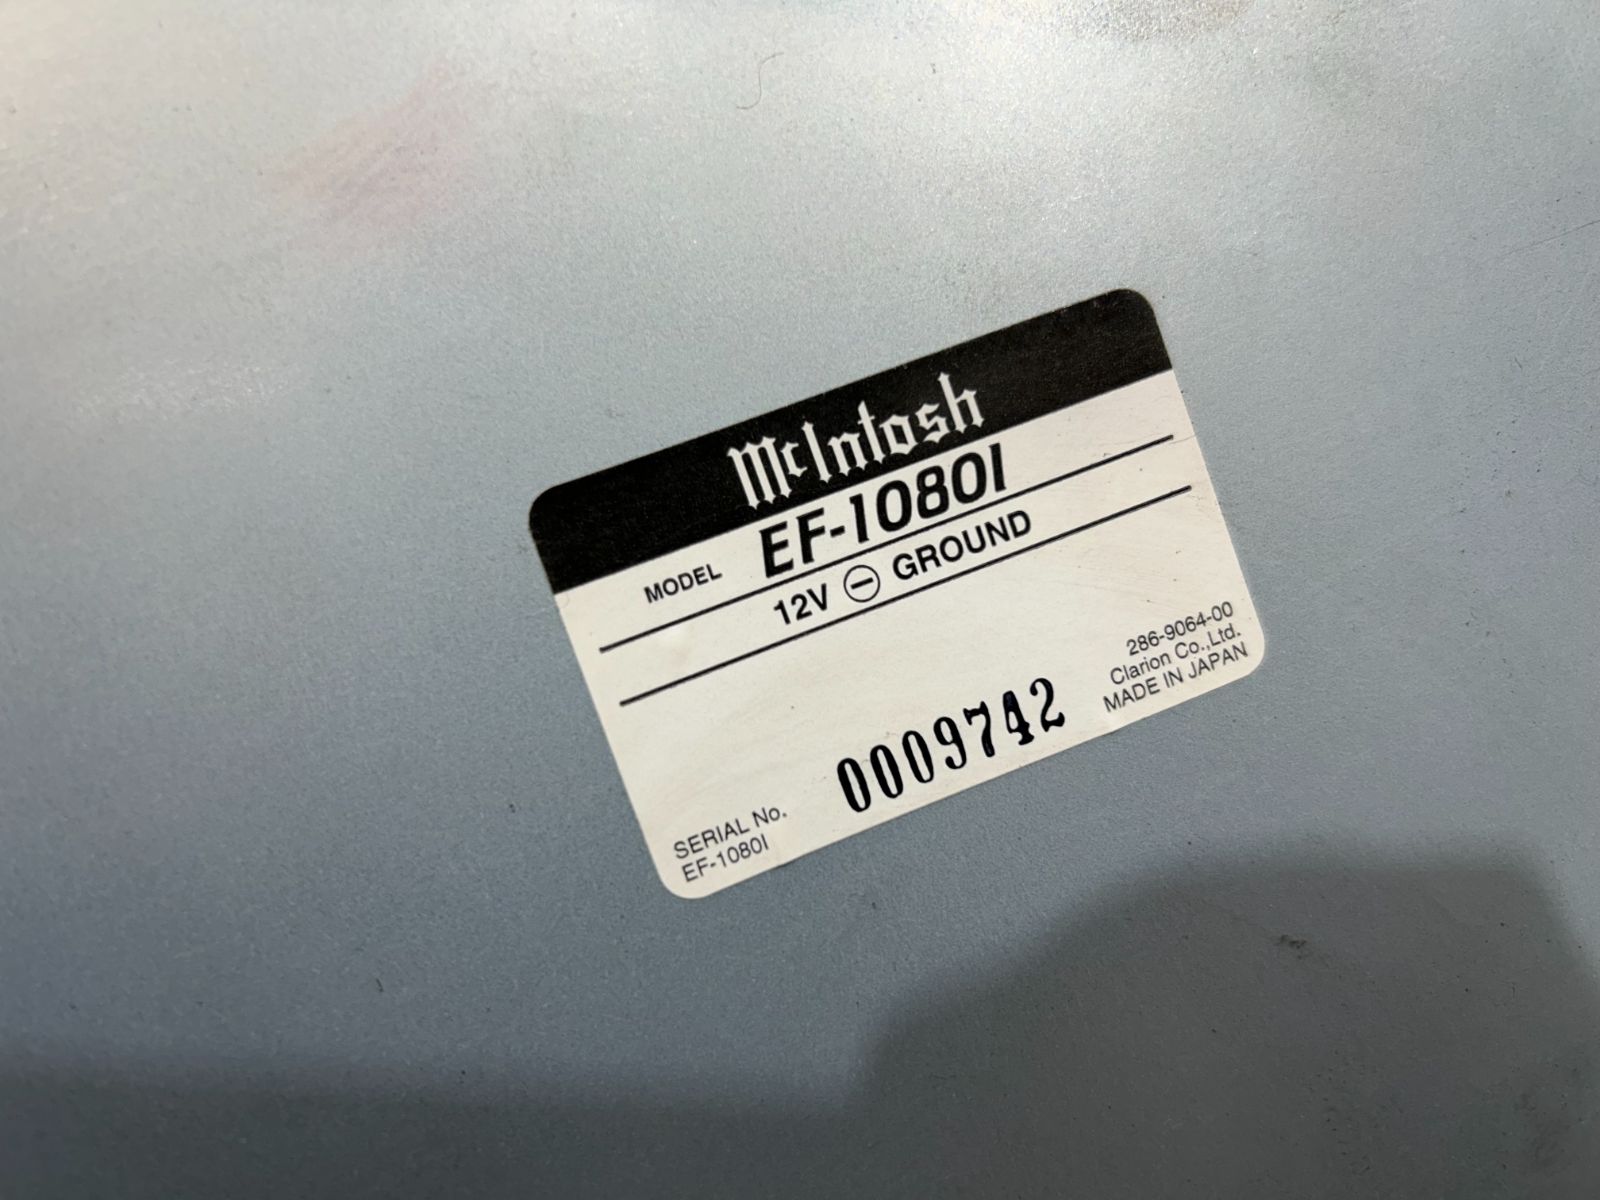 McIntosh
MODEL EF-1080I
12V ⊖ GROUND
286-9064-00
Clarion Co.,Ltd.
MADE IN JAPAN
0009742
SERIAL No.
EF-1080I